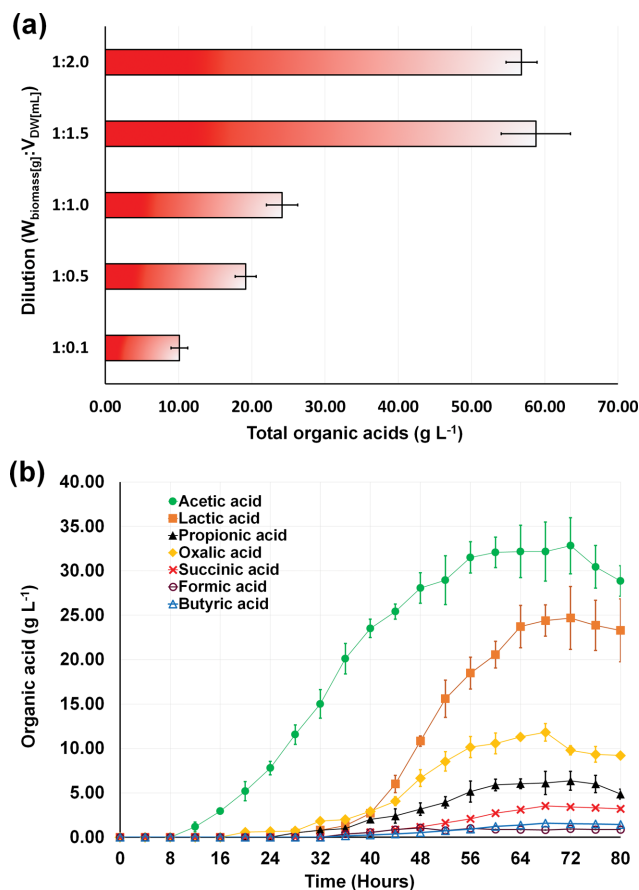 (a)
Dilution (W biomass[g]:V DW[mL])
1:2.0
1:1.5
1:1.0
1:0.5
1:0.1
0.00 10.00 20.00 30.00 40.00 50.00 60.00 70.00
Total organic acids (g L-1)
(b)
Organic acid (g L-1)
40.00
35.00
30.00
25.00
20.00
15.00
10.00
5.00
0.00
Acetic acid
Lactic acid
Propionic acid
Oxalic acid
Succinic acid
Formic acid
Butyric acid
0 8 16 24 32 40 48 56 64 72 80
Time (Hours)